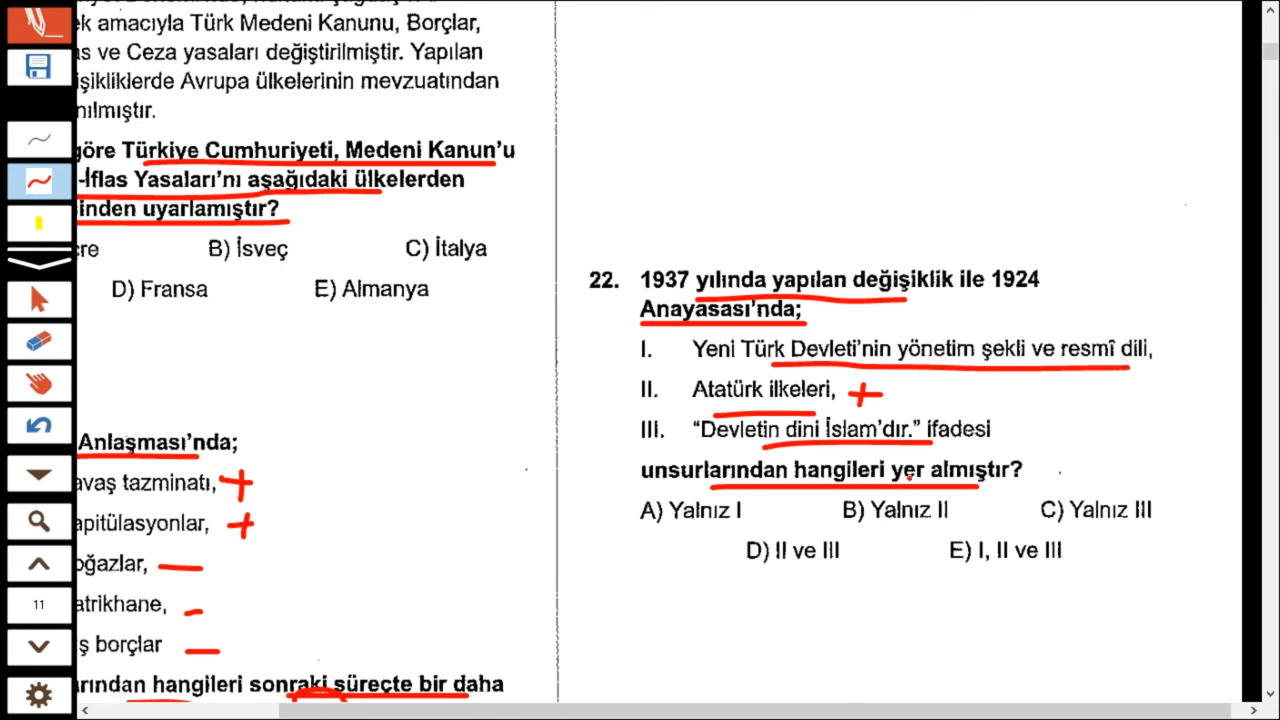 ek amacıyla Türk Medeni Kanunu, Borçlar,
ve Ceza yasaları değiştirilmiştir. Yapılan
Avrupa ülkelerinin mevzuatından
göre Türkiye Cumhuriyeti, Medeni Kanun’u
-İflas Yasaları’nı aşağıdaki ülkelerden
inden uyarlamıştır?
B) İsveç C) İtalya
D) Fransa E) Almanya
Anlaşması’nda;
avaş tazminatı,
apitülasyonlar,
oğazlar,
atrikhane,
ş borçlar
arından hangileri sonraki süreçte bir daha
22. 1937 yılında yapılan değişiklik ile 1924
Anayasası’nda;
I. Yeni Türk Devleti’nin yönetim şekli ve resmî dili,
II. Atatürk ilkeleri,
III. “Devletin dini İslam’dır.” ifadesi
unsurlarından hangileri yer almıştır?
A) Yalnız I B) Yalnız II C) Yalnız III
D) II ve III E) I, II ve III
11